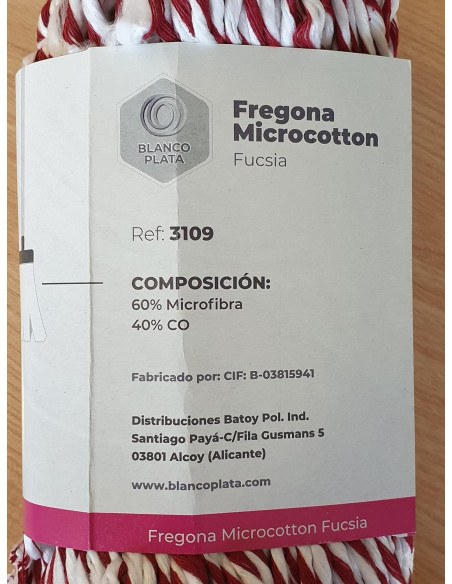 BLANCO
PLATA
Fregona
Microcotton
Fucsia
Ref: 3109
COMPOSICIÓN:
60% Microfibra
40% CO
Fabricado por: CIF: B-03815941
Distribuciones Batoy Pol. Ind.
Santiago Payá-C/Fila Gusmans 5
03801 Alcoy (Alicante)
www.blancoplata.com
Fregona Microcotton Fucsia